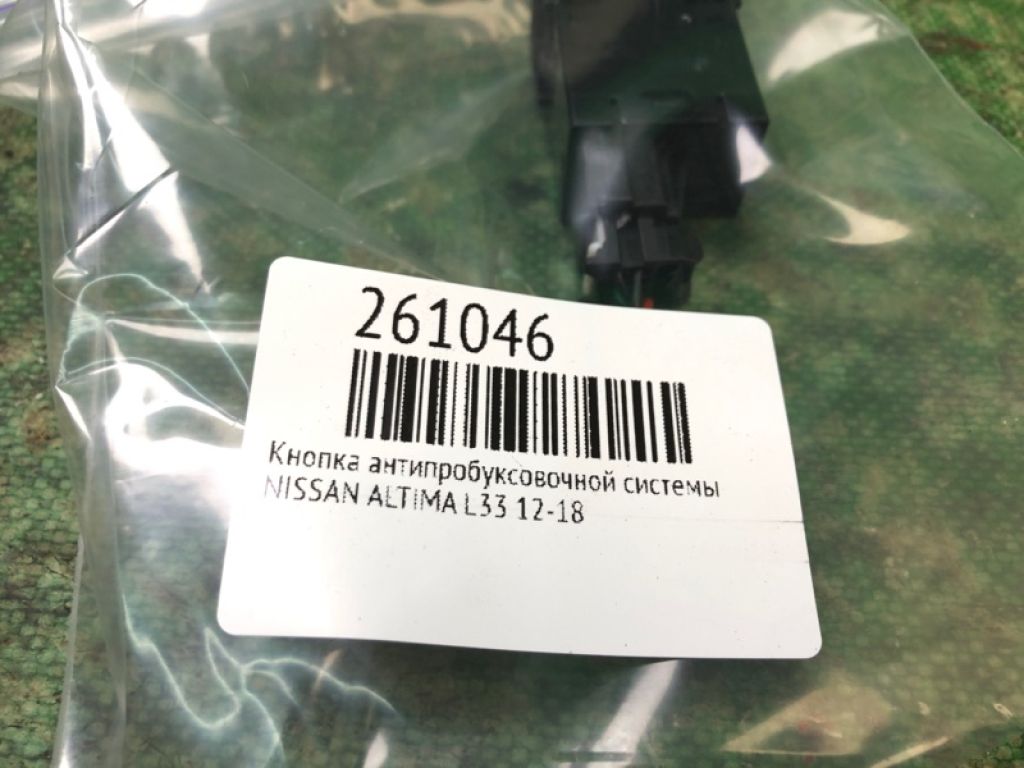 261046
Кнопка антипробуксовочной системы
NISSAN ALTIMA L33 12-18